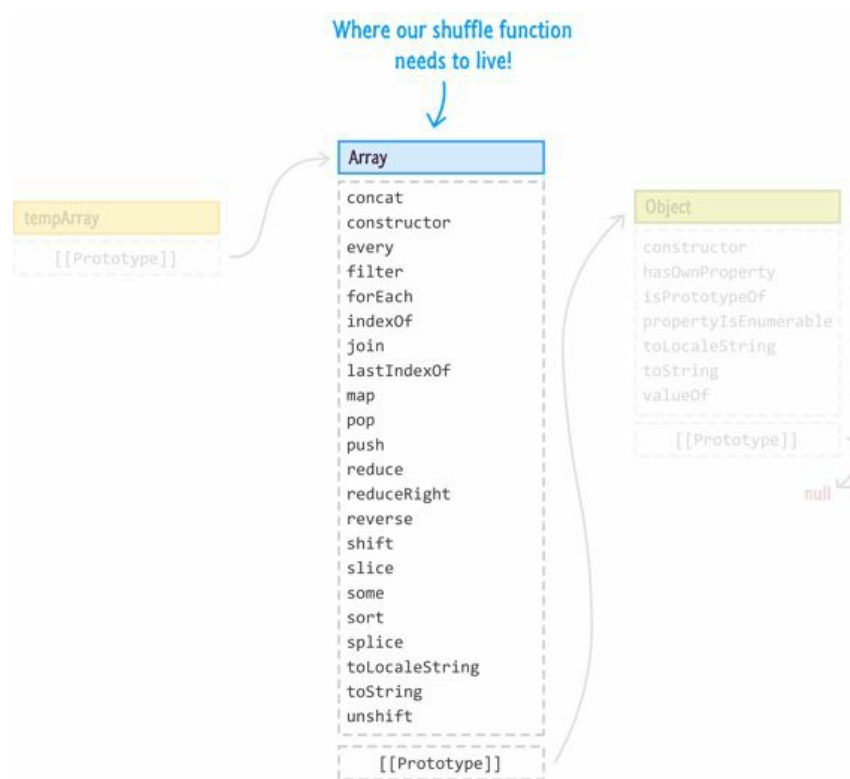 Where our shuffle function
needs to live!
tempArray
[[Prototype]]
Array
concat
constructor
every
filter
forEach
indexOf
join
lastIndexOf
map
pop
push
reduce
reduceRight
reverse
shift
slice
some
sort
splice
toLocaleString
toString
unshift
[[Prototype]]
Object
constructor
hasOwnProperty
isPrototypeOf
propertyIsEnumerable
toLocaleString
toString
valueOf
[[Prototype]]
null